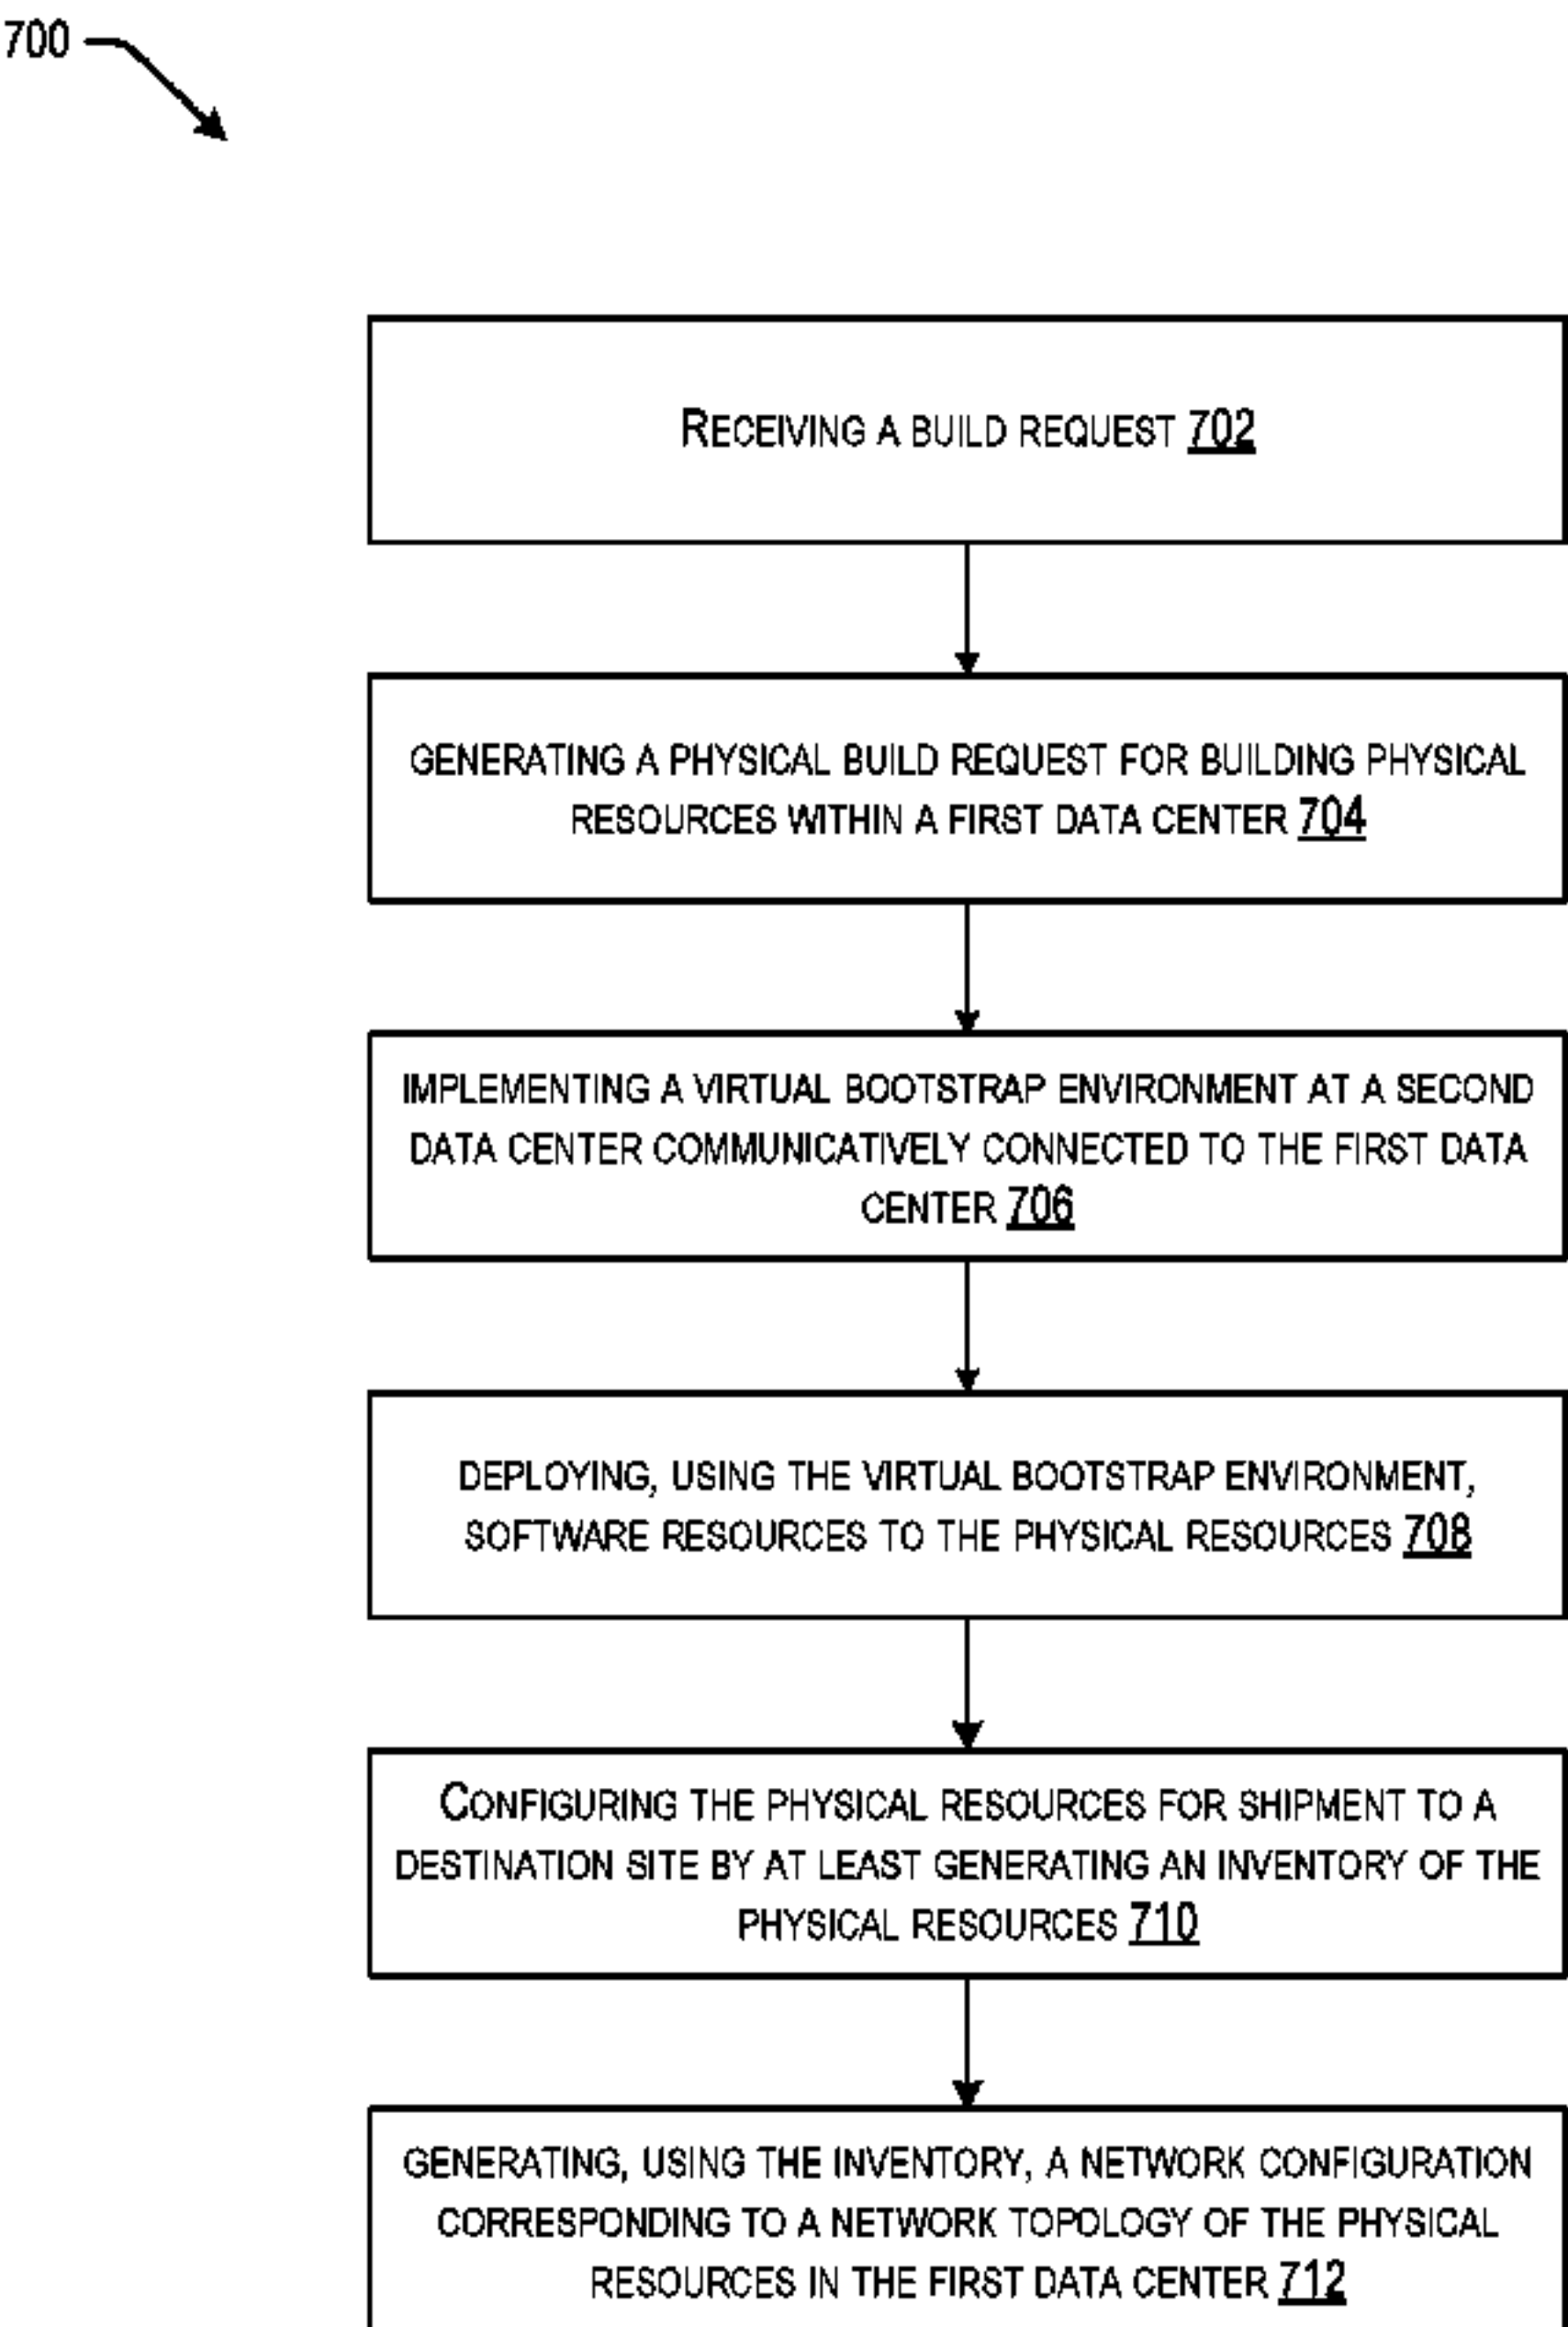 700
RECEIVING A BUILD REQUEST 702
GENERATING A PHYSICAL BUILD REQUEST FOR BUILDING PHYSICAL
RESOURCES WITHIN A FIRST DATA CENTER 704
IMPLEMENTING A VIRTUAL BOOTSTRAP ENVIRONMENT AT A SECOND
DATA CENTER COMMUNICATIVELY CONNECTED TO THE FIRST DATA
CENTER 706
DEPLOYING, USING THE VIRTUAL BOOTSTRAP ENVIRONMENT,
SOFTWARE RESOURCES TO THE PHYSICAL RESOURCES 708
CONFIGURING THE PHYSICAL RESOURCES FOR SHIPMENT TO A
DESTINATION SITE BY AT LEAST GENERATING AN INVENTORY OF THE
PHYSICAL RESOURCES 710
GENERATING, USING THE INVENTORY, A NETWORK CONFIGURATION
CORRESPONDING TO A NETWORK TOPOLOGY OF THE PHYSICAL
RESOURCES IN THE FIRST DATA CENTER 712